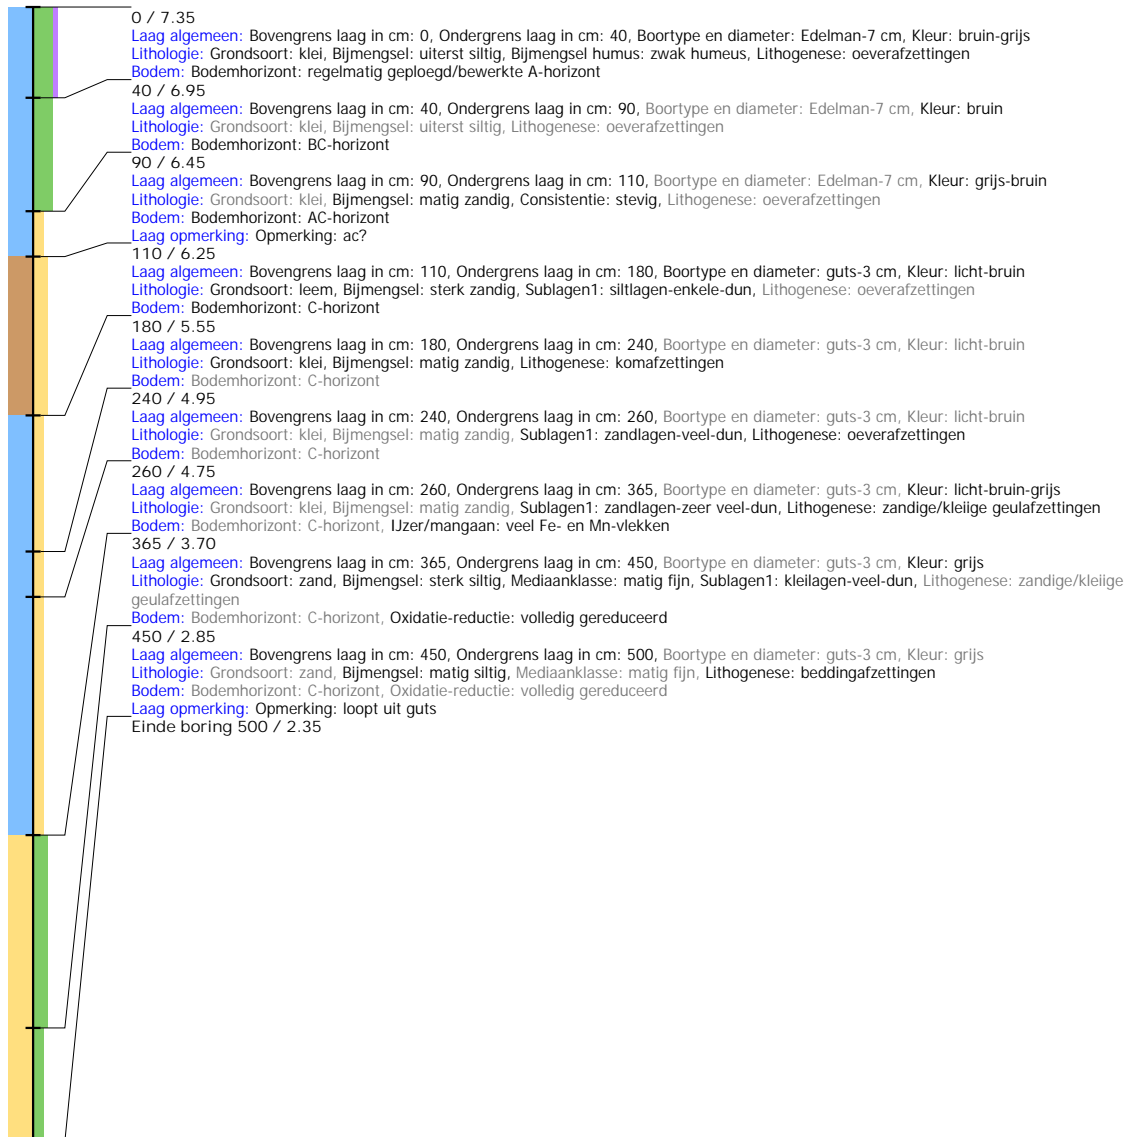 0 / 7.35
Laag algemeen: Bovengrens laag in cm: 0, Ondergrens laag in cm: 40, Boortype en diameter: Edelman-7 cm, Kleur: bruin-grijs
Lithologie: Grondsoort: klei, Bijmengsel: uiterst siltig, Bijmengsel humus: zwak humeus, Lithogenese: oeverafzettingen
Bodem: Bodemhorizont: regelmatig geploegd/bewerkte A-horizont
40 / 6.95
Laag algemeen: Bovengrens laag in cm: 40, Ondergrens laag in cm: 90, Boortype en diameter: Edelman-7 cm, Kleur: bruin
Lithologie: Grondsoort: klei, Bijmengsel: uiterst siltig, Lithogenese: oeverafzettingen
Bodem: Bodemhorizont: BC-horizont
90 / 6.45
Laag algemeen: Bovengrens laag in cm: 90, Ondergrens laag in cm: 110, Boortype en diameter: Edelman-7 cm, Kleur: grijs-bruin
Lithologie: Grondsoort: klei, Bijmengsel: matig zandig, Consistentie: stevig, Lithogenese: oeverafzettingen
Bodem: Bodemhorizont: AC-horizont
Laag opmerking: Opmerking: ac?
110 / 6.25
Laag algemeen: Bovengrens laag in cm: 110, Ondergrens laag in cm: 180, Boortype en diameter: guts-3 cm, Kleur: licht-bruin
Lithologie: Grondsoort: leem, Bijmengsel: sterk zandig, Sublagen1: siltlagen-enkele-dun, Lithogenese: oeverafzettingen
Bodem: Bodemhorizont: C-horizont
180 / 5.55
Laag algemeen: Bovengrens laag in cm: 180, Ondergrens laag in cm: 240, Boortype en diameter: guts-3 cm, Kleur: licht-bruin
Lithologie: Grondsoort: klei, Bijmengsel: matig zandig, Lithogenese: komafzettingen
Bodem: Bodemhorizont: C-horizont
240 / 4.95
Laag algemeen: Bovengrens laag in cm: 240, Ondergrens laag in cm: 260, Boortype en diameter: guts-3 cm, Kleur: licht-bruin
Lithologie: Grondsoort: klei, Bijmengsel: matig zandig, Sublagen1: zandlagen-veel-dun, Lithogenese: oeverafzettingen
Bodem: Bodemhorizont: C-horizont
260 / 4.75
Laag algemeen: Bovengrens laag in cm: 260, Ondergrens laag in cm: 365, Boortype en diameter: guts-3 cm, Kleur: licht-bruin-grijs
Lithologie: Grondsoort: klei, Bijmengsel: matig zandig, Sublagen1: zandlagen-zeer veel-dun, Lithogenese: zandige/kleiige geulafzettingen
Bodem: Bodemhorizont: C-horizont, IJzer/mangaan: veel Fe- en Mn-vlekken
365 / 3.70
Laag algemeen: Bovengrens laag in cm: 365, Ondergrens laag in cm: 450, Boortype en diameter: guts-3 cm, Kleur: grijs
Lithologie: Grondsoort: zand, Bijmengsel: sterk siltig, Mediaanklasse: matig fijn, Sublagen1: kleilagen-veel-dun, Lithogenese: zandige/kleiige
geulafzettingen
Bodem: Bodemhorizont: C-horizont, Oxidatie-reductie: volledig gereduceerd
450 / 2.85
Laag algemeen: Bovengrens laag in cm: 450, Ondergrens laag in cm: 500, Boortype en diameter: guts-3 cm, Kleur: grijs
Lithologie: Grondsoort: zand, Bijmengsel: matig siltig, Mediaanklasse: matig fijn, Lithogenese: beddingafzettingen
Bodem: Bodemhorizont: C-horizont, Oxidatie-reductie: volledig gereduceerd
Laag opmerking: Opmerking: loopt uit guts
Einde boring 500 / 2.35